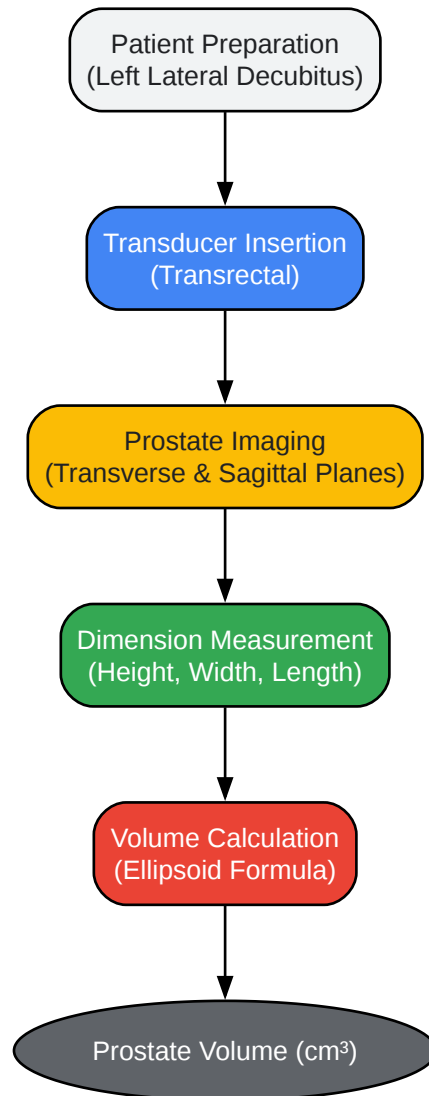 Patient Preparation
(Left Lateral Decubitus)
Transducer Insertion
(Transrectal)
Prostate Imaging
(Transverse & Sagittal Planes)
Dimension Measurement
(Height, Width, Length)
Volume Calculation
(Ellipsoid Formula)
Prostate Volume (cm³)